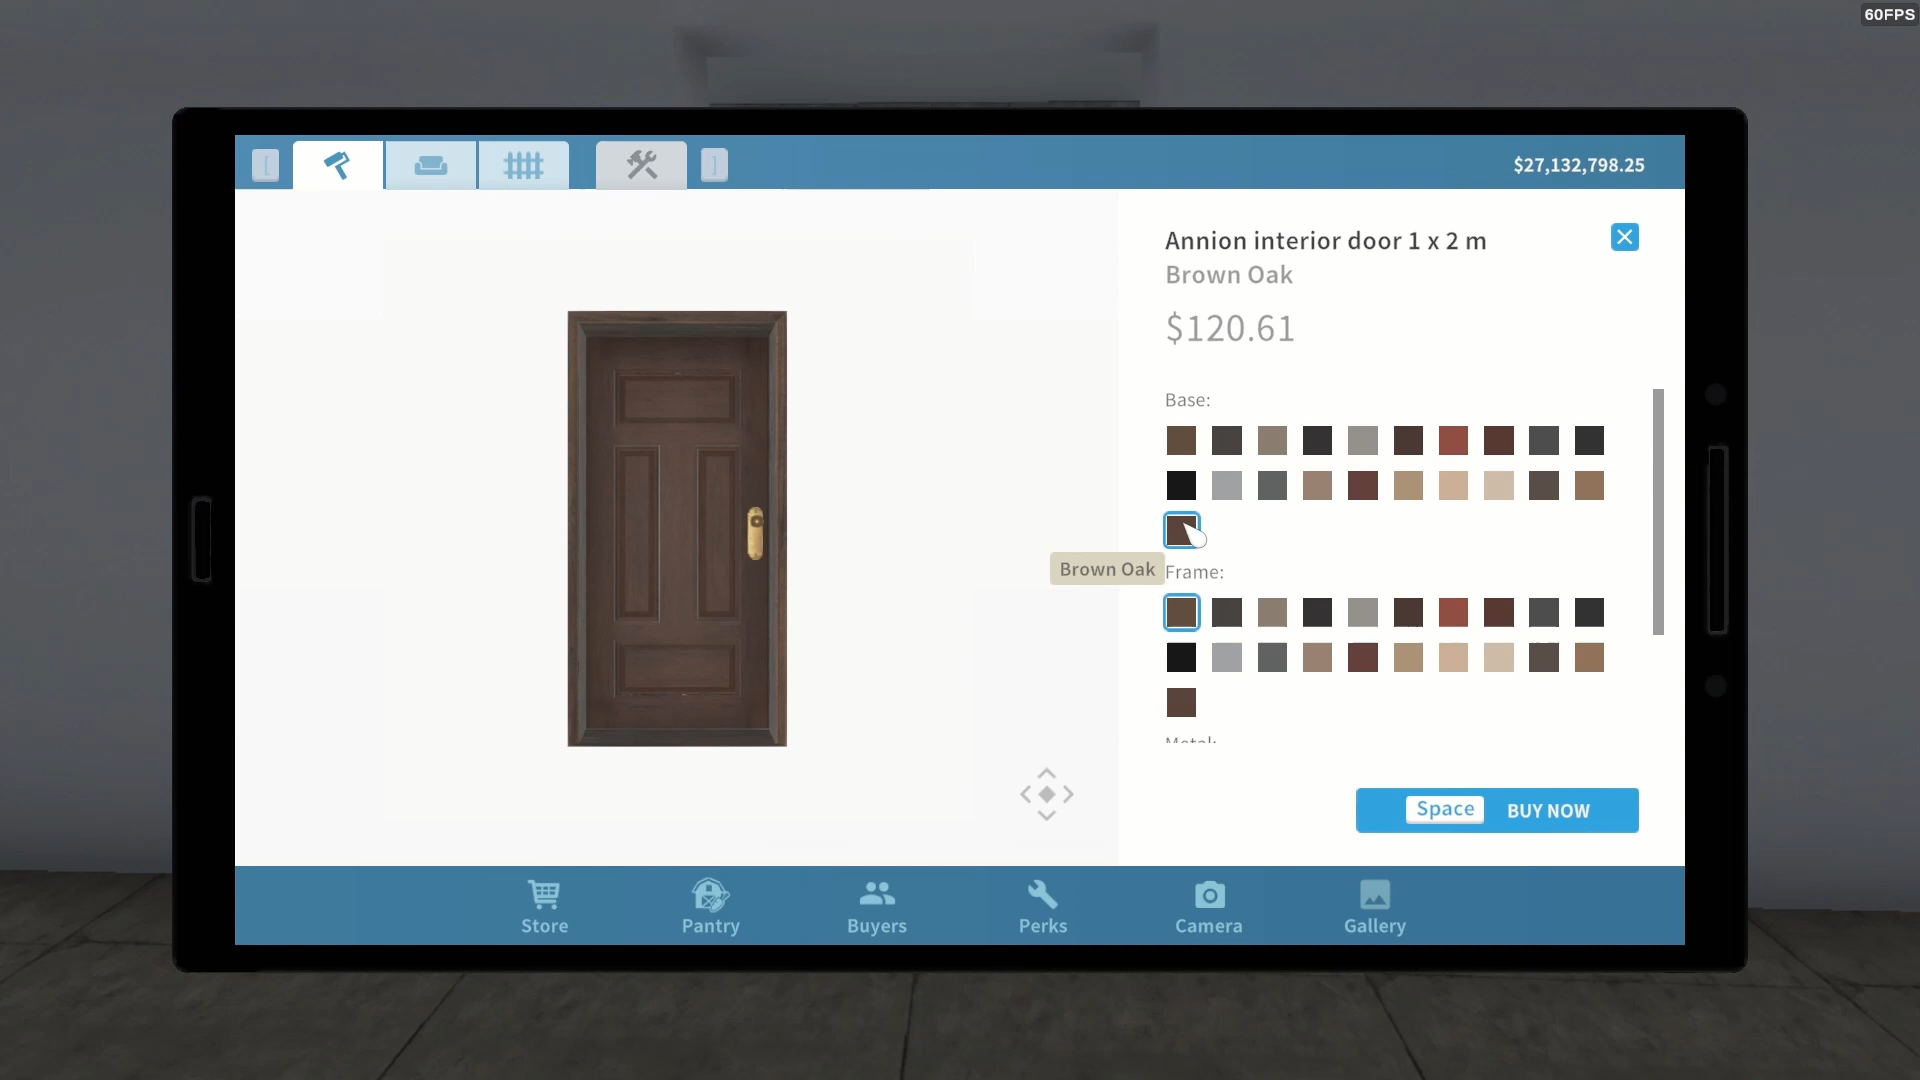 60FPS
[
]
$27,132,798.25
Annion interior door 1 x 2 m
Brown Oak
$120.61
Base:
Brown Oak
Frame:
Metal:
Space BUY NOW
Store
Pantry
Buyers
Perks
Camera
Gallery